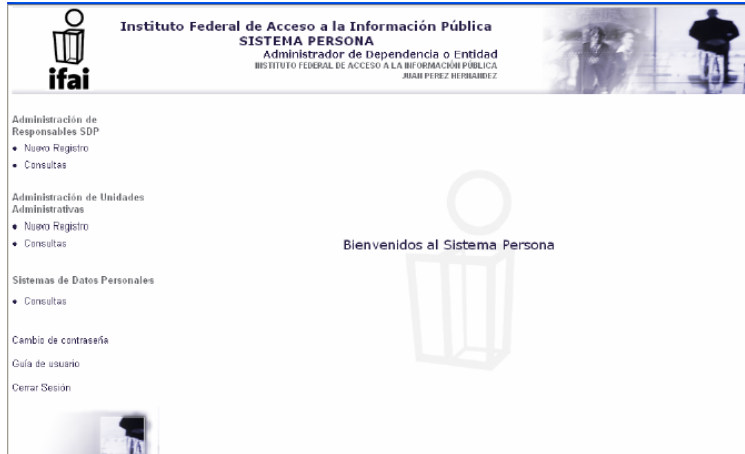 Instituto Federal de Acceso a la Información Pública
SISTEMA PERSONA
Administrador de Dependencia o Entidad
INSTITUTO FEDERAL DE ACCESO A LA INFORMACIÓN PÚBLICA
JUAN PEREZ HERNANDEZ
ifai
Administración de
Responsables SDP
• Nuevo Registro
• Consultas
Administración de Unidades
Administrativas
• Nuevo Registro
• Consultas
Bienvenidos al Sistema Persona
Sistemas de Datos Personales
• Consultas
Cambio de contraseña
Guía de usuario
Cerrar Sesión